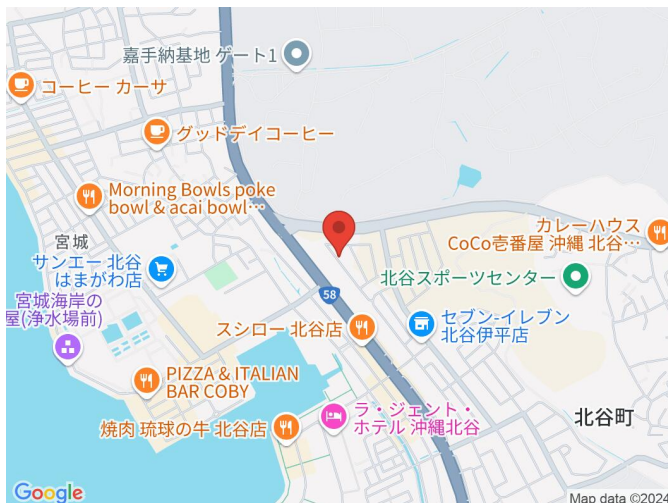 嘉手納基地 ゲート1
コーヒー カーサ
グッドデイコーヒー
Morning Bowls poke
bowl & acai bowl…
カレーハウス
CoCo壱番屋 沖縄 北谷…
宮城
サンエー 北谷
はまがわ店
北谷スポーツセンター
宮城海岸の
屋(浄水場前)
58
スシロー 北谷店
セブン-イレブン
北谷伊平店
PIZZA & ITALIAN
BAR COBY
ラ・ジェント・
ホテル 沖縄北谷
北谷町
焼肉 琉球の牛 北谷店
Google
Map data ©2024